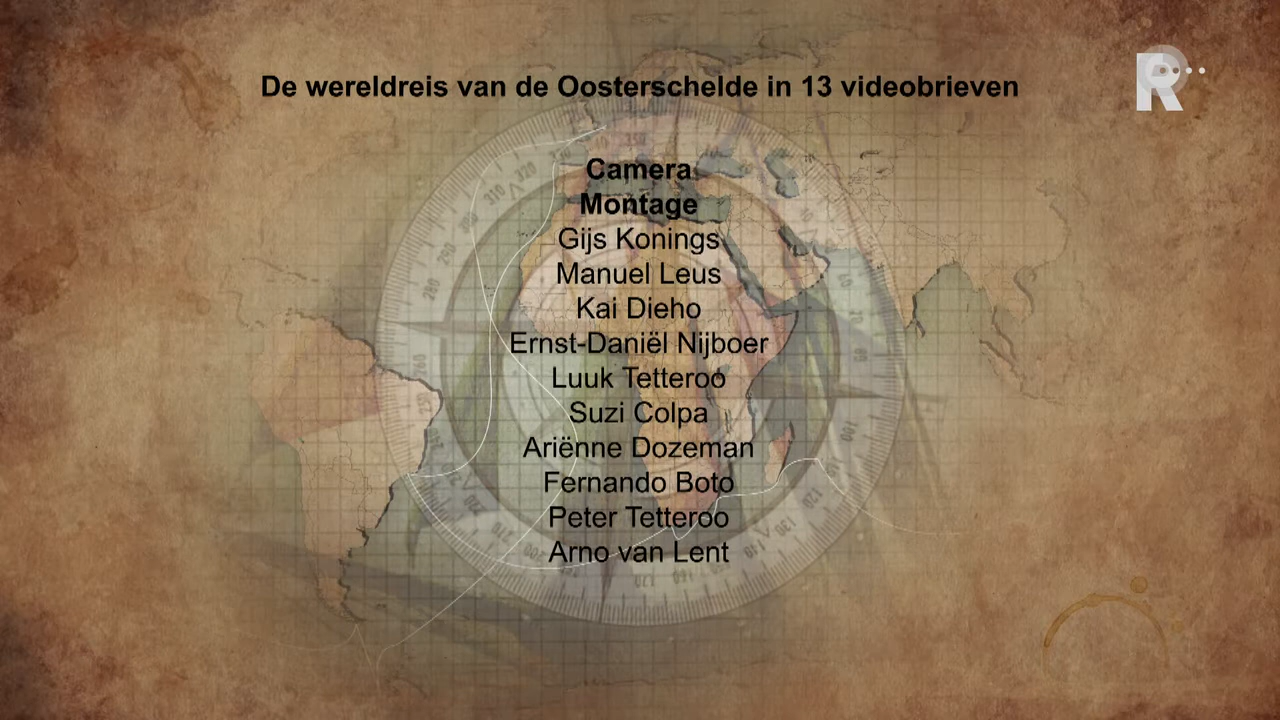 De wereldreis van de Oosterschelde in 13 videobrieven
R
Camera
Montage
Gijs Konings
Manuel Leus
Kai Dieho
Ernst-Daniël Nijboer
Luuk Tetteroo
Suzi Colpa
Ariënne Dozeman
Fernando Boto
Peter Tetteroo
Arno van Lent